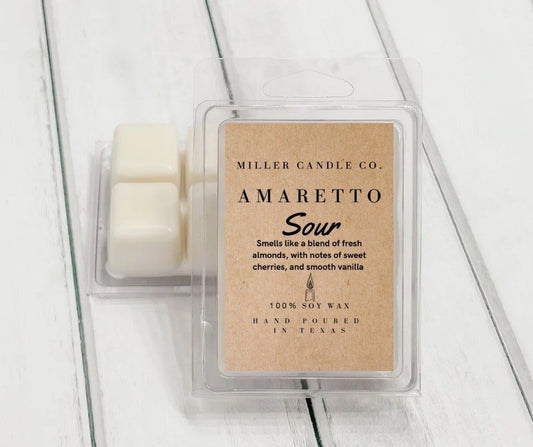 MILLER CANDLE CO.
AMARETTO
Sour
Smells like a blend of fresh
almonds, with notes of sweet
cherries, and smooth vanilla
100% SOY WAX
HAND POURED
IN TEXAS